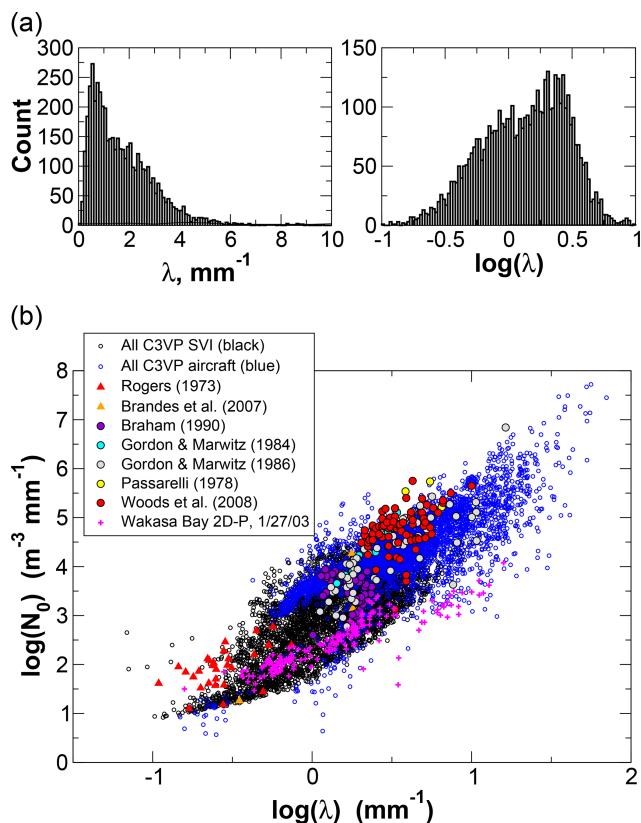 (a)
300
250
200
150
100
50
0
Count
0 2 4 6 8 10
λ, mm⁻¹
150
100
50
0
-1 -0.5 0 0.5 1
log(λ)
(b)
All C3VP SVI (black)
All C3VP aircraft (blue)
Rogers (1973)
Brandes et al. (2007)
Braham (1990)
Gordon & Marwitz (1984)
Gordon & Marwitz (1986)
Passarelli (1978)
Woods et al. (2008)
Wakasa Bay 2D-P, 1/27/03
8
7
6
5
4
3
2
1
0
log(N₀) (m⁻³ mm⁻¹)
-1 0 1 2
log(λ) (mm⁻¹)